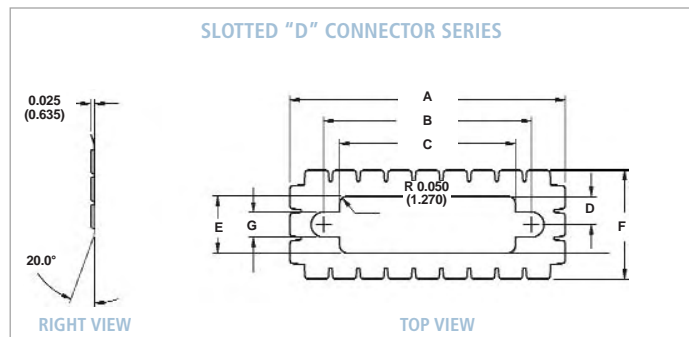 SLOTTED “D” CONNECTOR SERIES
0.025
(0.635)
A
B
C
R 0.050
(1.270)
D
E
G
F
20.0°
RIGHT VIEW
TOP VIEW